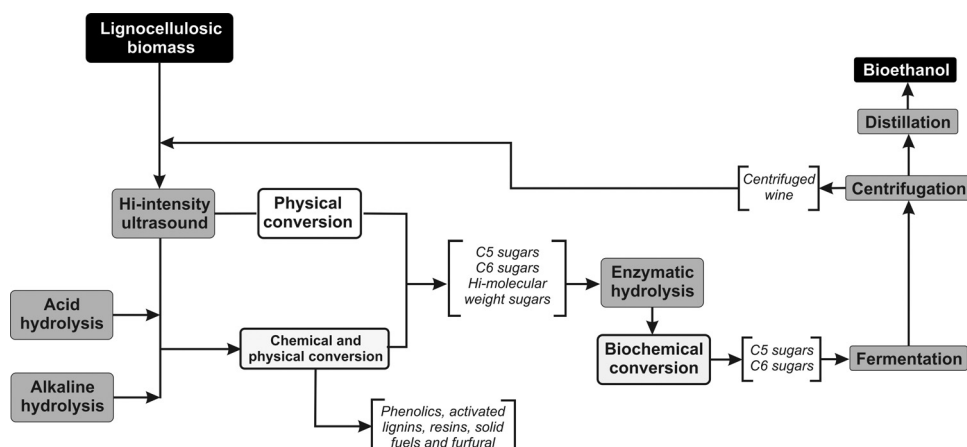 Lignocellulosic
biomass
Bioethanol
Distillation
Centrifuged
wine
Centrifugation
Hi-intensity
ultrasound
Physical
conversion
C5 sugars
C6 sugars
Hi-molecular
weight sugars
Enzymatic
hydrolysis
Acid
hydrolysis
Chemical and
physical conversion
Biochemical
conversion
C5 sugars
C6 sugars
Fermentation
Alkaline
hydrolysis
Phenolics, activated
lignins, resins, solid
fuels and furfural